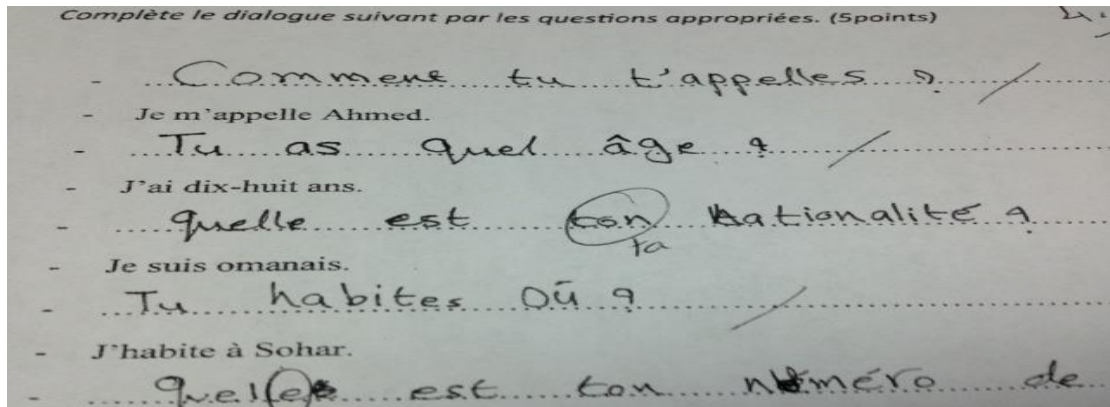 Complète le dialogue suivant par les questions appropriées. (5points)
- Comment tu t'appelles ?
- Je m'appelle Ahmed.
- Tu as quel âge ?
- J'ai dix-huit ans.
- quelle est ton nationalité ?
ta
- Je suis omanais.
- Tu habites Où ?
- J'habite à Sohar.
- quelle est ton numéro de